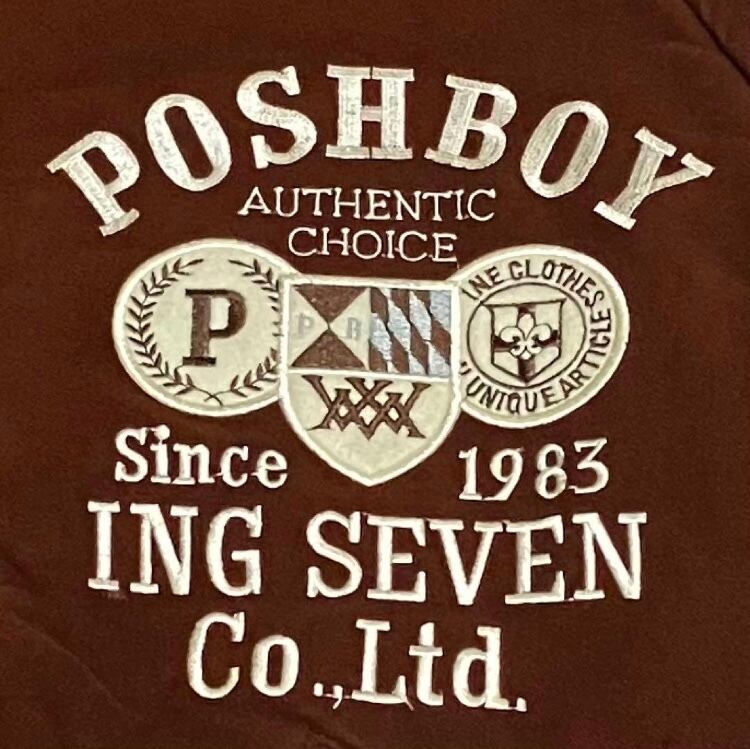 POSHBOY
AUTHENTIC
CHOICE
P
P B
INE CLOTHES
UNIQUE ARTICLE
Since 1983
ING SEVEN
Co.,Ltd.